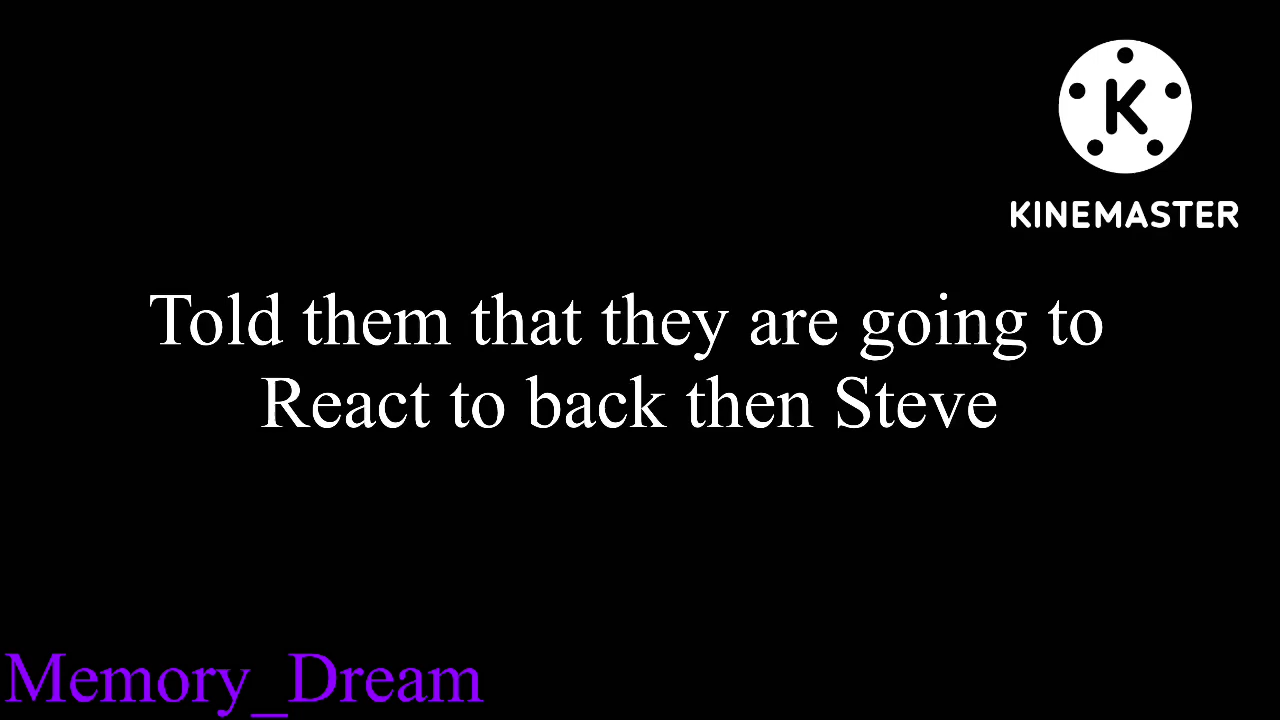 K
KINEMASTER
Told them that they are going to
React to back then Steve
Memory_Dream